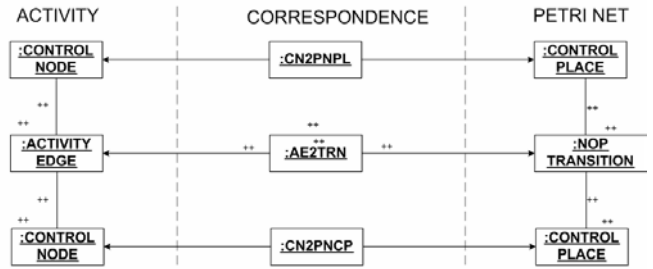 ACTIVITY CORRESPONDENCE PETRI NET
:CONTROL NODE :CN2PNPL :CONTROL PLACE
++ ++
++ ++ ++
++
:ACTIVITY EDGE ++ :AE2TRN ++ :NOP TRANSITION
++ ++
++ ++
:CONTROL NODE :CN2PNCP :CONTROL PLACE